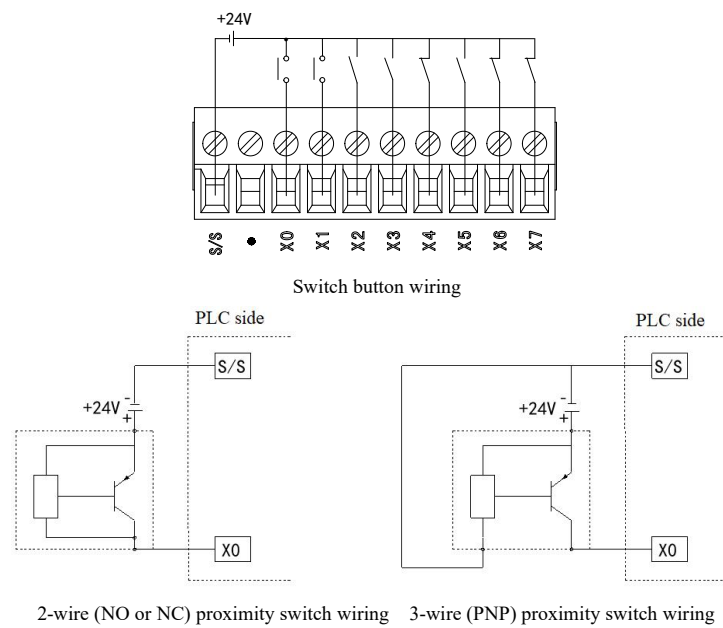 +24V
S/S ● X0 X1 X2 X3 X4 X5 X6 X7
Switch button wiring
PLC side
S/S
-
+24V
+
X0
2-wire (NO or NC) proximity switch wiring
PLC side
S/S
-
+24V
+
X0
3-wire (PNP) proximity switch wiring